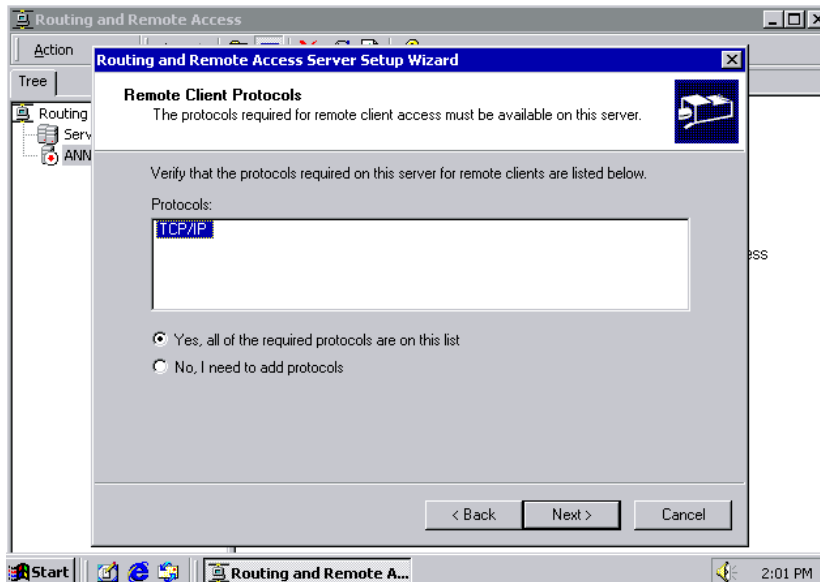 Routing and Remote Access
Action
Routing and Remote Access Server Setup Wizard
Tree
Remote Client Protocols
The protocols required for remote client access must be available on this server.
Routing
Serv
ANN
Verify that the protocols required on this server for remote clients are listed below.
Protocols:
TCP/IP
ess
Yes, all of the required protocols are on this list
No, I need to add protocols
< Back
Next >
Cancel
Start
Routing and Remote A...
2:01 PM